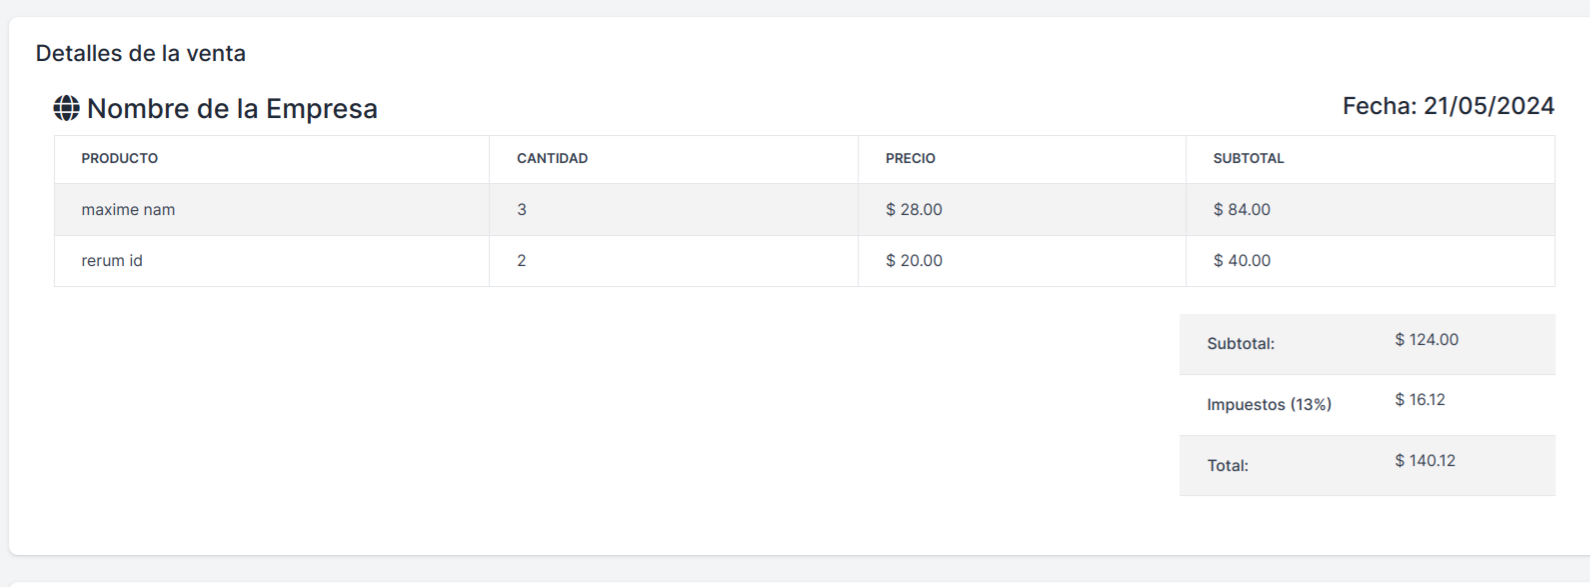 Detalles de la venta
Nombre de la Empresa Fecha: 21/05/2024
PRODUCTO CANTIDAD PRECIO SUBTOTAL
maxime nam 3 $ 28.00 $ 84.00
rerum id 2 $ 20.00 $ 40.00
Subtotal: $ 124.00
Impuestos (13%) $ 16.12
Total: $ 140.12